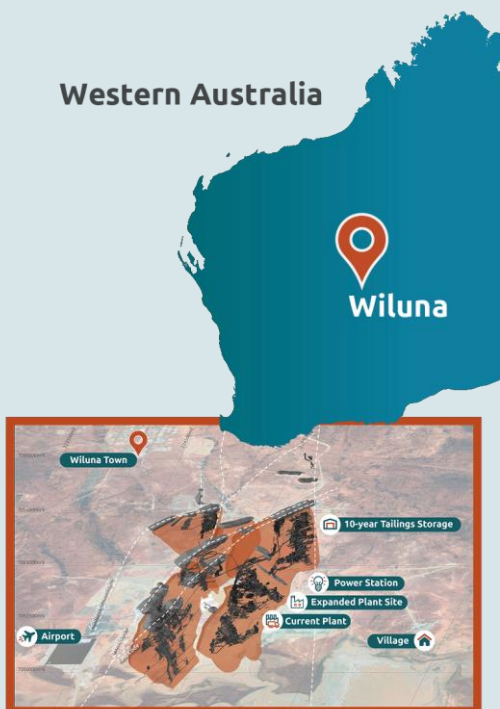 Western Australia
Wiluna
Wiluna Town
10-year Tailings Storage
Power Station
Expanded Plant Site
Current Plant
Airport
Village